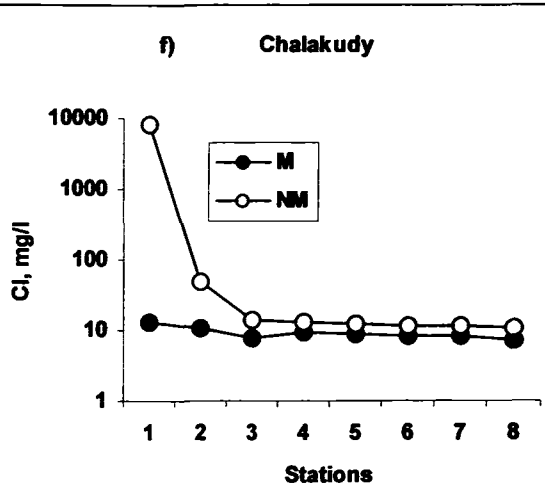 f) Chalakudy
10000
1000
100
10
1
Cl, mg/l
M
NM
1 2 3 4 5 6 7 8
Stations